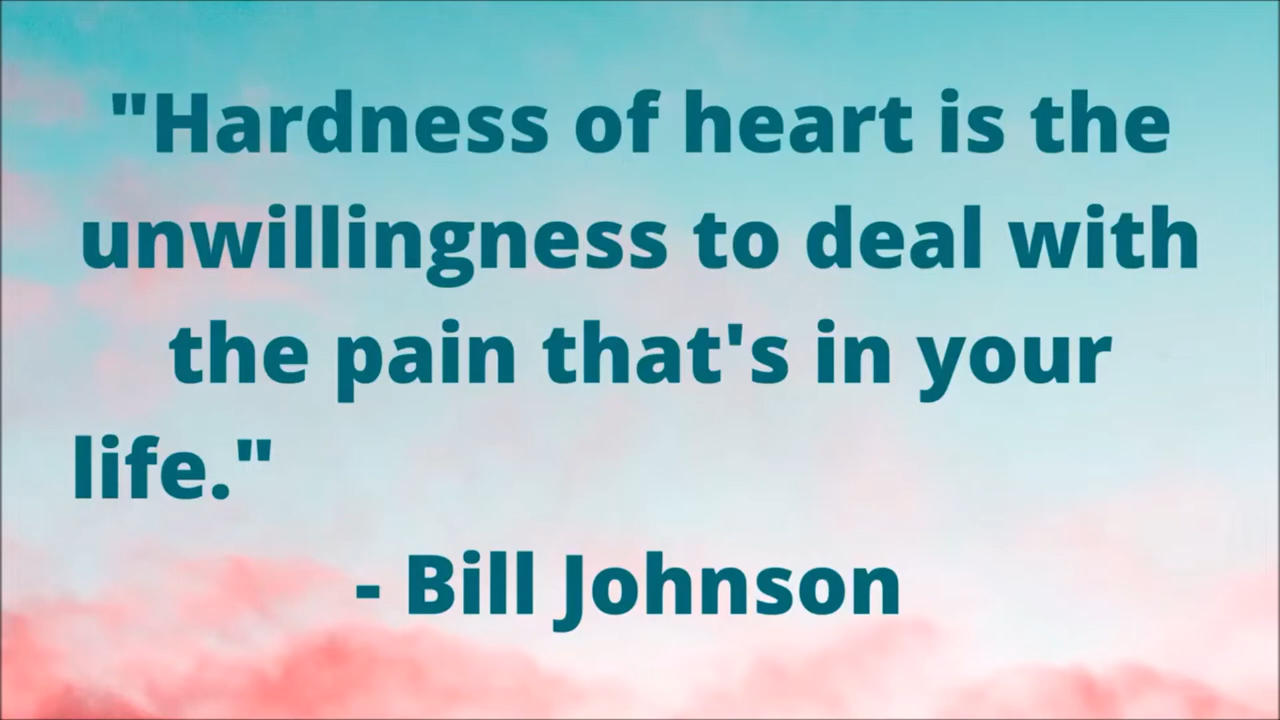 "Hardness of heart is the
unwillingness to deal with
the pain that's in your
life."
- Bill Johnson